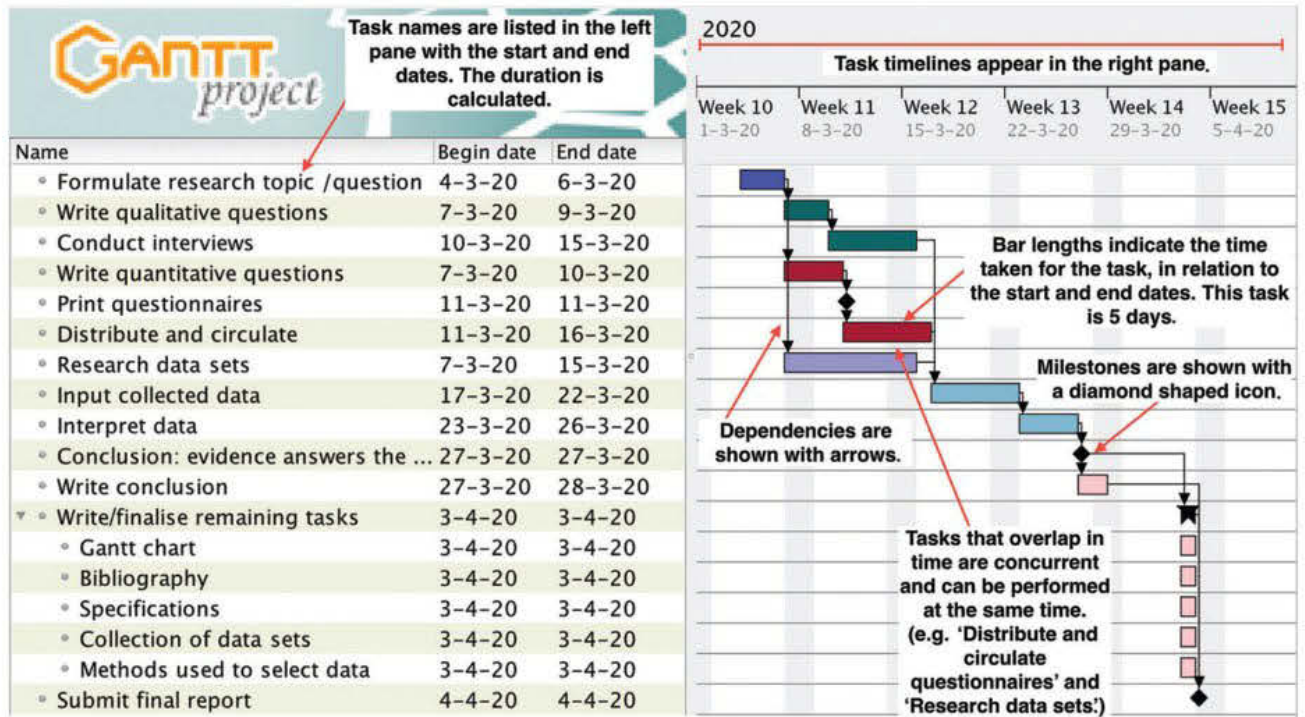 GANTT
project
Task names are listed in the left
pane with the start and end
dates. The duration is
calculated.
2020
Task timelines appear in the right pane.
Week 10 Week 11 Week 12 Week 13 Week 14 Week 15
1-3-20 8-3-20 15-3-20 22-3-20 29-3-20 5-4-20
Name Begin date End date
Formulate research topic /question 4-3-20 6-3-20
Write qualitative questions 7-3-20 9-3-20
Conduct interviews 10-3-20 15-3-20
Write quantitative questions 7-3-20 10-3-20
Print questionnaires 11-3-20 11-3-20
Distribute and circulate 11-3-20 16-3-20
Research data sets 7-3-20 15-3-20
Input collected data 17-3-20 22-3-20
Interpret data 23-3-20 26-3-20
Conclusion: evidence answers the ... 27-3-20 27-3-20
Write conclusion 27-3-20 28-3-20
Write/finalise remaining tasks 3-4-20 3-4-20
Gantt chart 3-4-20 3-4-20
Bibliography 3-4-20 3-4-20
Specifications 3-4-20 3-4-20
Collection of data sets 3-4-20 3-4-20
Methods used to select data 3-4-20 3-4-20
Submit final report 4-4-20 4-4-20
Bar lengths indicate the time
taken for the task, in relation to
the start and end dates. This task
is 5 days.
Milestones are shown with
a diamond shaped icon.
Dependencies are
shown with arrows.
Tasks that overlap in
time are concurrent
and can be performed
at the same time.
(e.g. ‘Distribute and
circulate
questionnaires’ and
‘Research data sets’.)